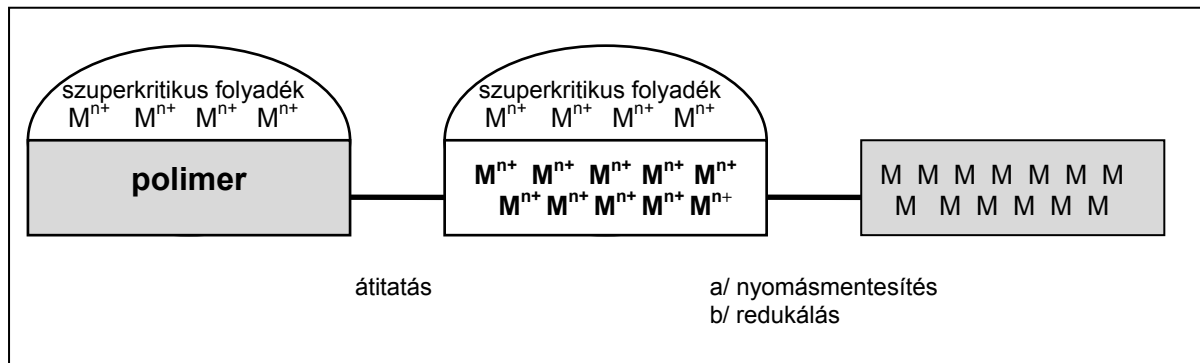 szuperkritikus folyadék
Mⁿ⁺ Mⁿ⁺ Mⁿ⁺ Mⁿ⁺
polimer
szuperkritikus folyadék
Mⁿ⁺ Mⁿ⁺ Mⁿ⁺ Mⁿ⁺
Mⁿ⁺ Mⁿ⁺ Mⁿ⁺ Mⁿ⁺ Mⁿ⁺
Mⁿ⁺ Mⁿ⁺ Mⁿ⁺ Mⁿ⁺ Mⁿ⁺
M M M M M M M
M M M M M M
átitatás
a/ nyomásmentesítés
b/ redukálás